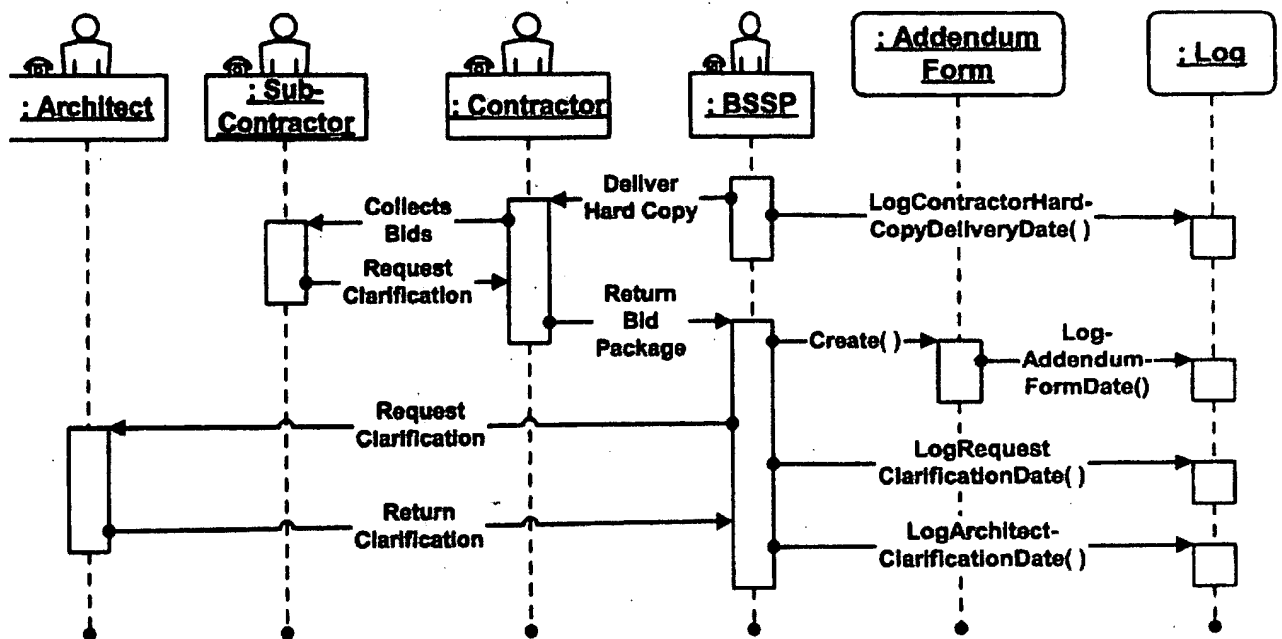 : Architect
: Sub-
Contractor
: Contractor
: BSSP
: Addendum
Form
: Log
Deliver
Hard Copy
LogContractorHard-
CopyDeliveryDate( )
Collects
Bids
Request
Clarification
Return
Bid
Package
Create( )
Log-
Addendum-
FormDate()
Request
Clarification
LogRequest
ClarificationDate( )
Return
Clarification
LogArchitect-
ClarificationDate( )